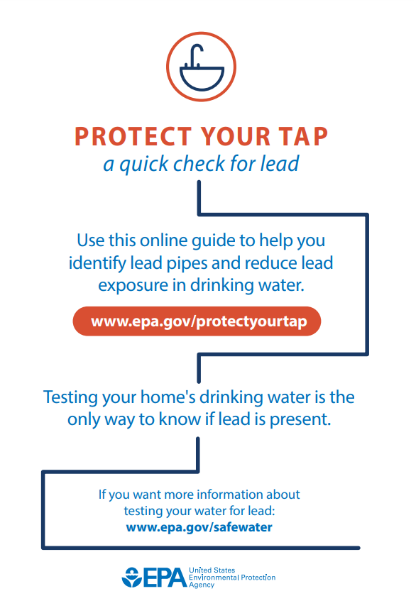 PROTECT YOUR TAP
a quick check for lead
Use this online guide to help you
identify lead pipes and reduce lead
exposure in drinking water.
www.epa.gov/protectyourtap
Testing your home's drinking water is the
only way to know if lead is present.
If you want more information about
testing your water for lead:
www.epa.gov/safewater
EPA
United States
Environmental Protection
Agency